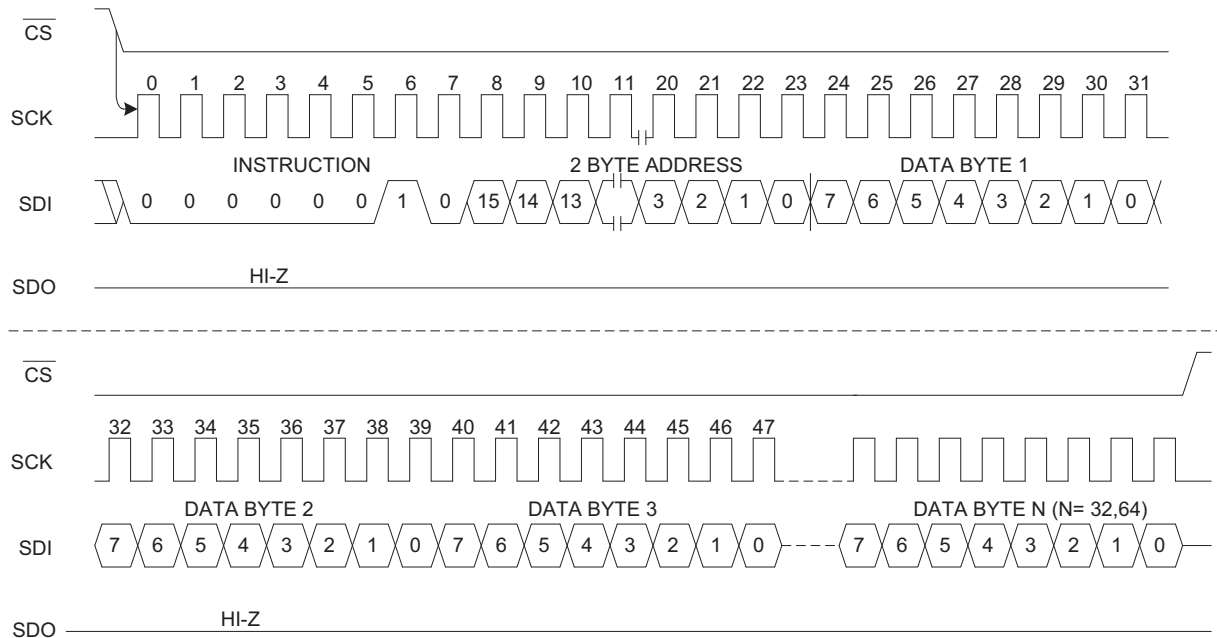 CS
0 1 2 3 4 5 6 7 8 9 10 11 20 21 22 23 24 25 26 27 28 29 30 31
SCK
INSTRUCTION 2 BYTE ADDRESS DATA BYTE 1
SDI 0 0 0 0 0 0 1 0 15 14 13 3 2 1 0 7 6 5 4 3 2 1 0
HI-Z
SDO
CS
32 33 34 35 36 37 38 39 40 41 42 43 44 45 46 47
SCK
DATA BYTE 2 DATA BYTE 3 DATA BYTE N (N= 32,64)
SDI 7 6 5 4 3 2 1 0 7 6 5 4 3 2 1 0 7 6 5 4 3 2 1 0
HI-Z
SDO